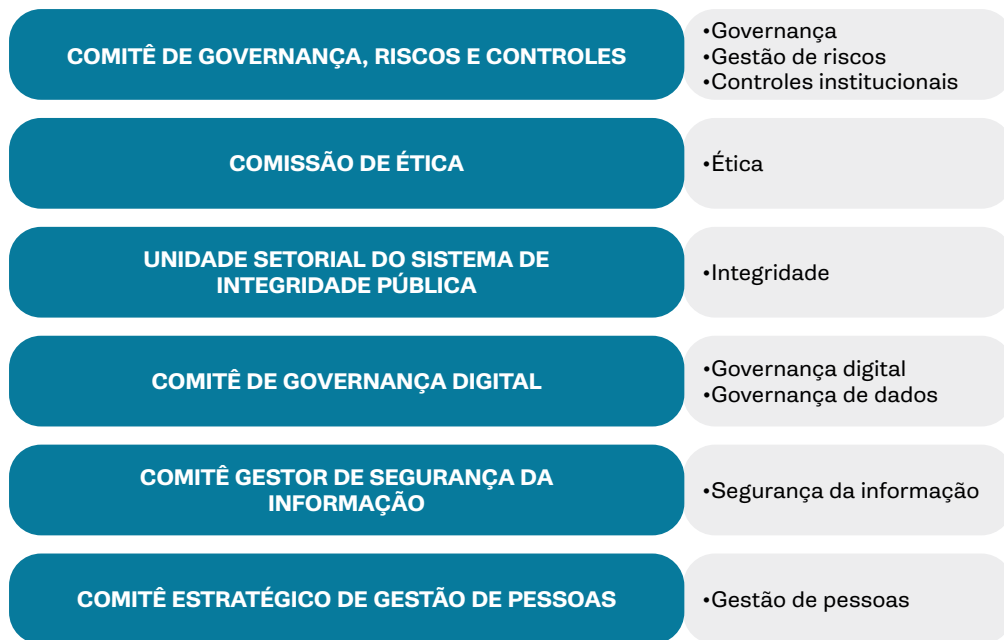 COMITÊ DE GOVERNANÇA, RISCOS E CONTROLES
•Governança
•Gestão de riscos
•Controles institucionais
COMISSÃO DE ÉTICA
•Ética
UNIDADE SETORIAL DO SISTEMA DE
INTEGRIDADE PÚBLICA
•Integridade
COMITÊ DE GOVERNANÇA DIGITAL
•Governança digital
•Governança de dados
COMITÊ GESTOR DE SEGURANÇA DA
INFORMAÇÃO
•Segurança da informação
COMITÊ ESTRATÉGICO DE GESTÃO DE PESSOAS
•Gestão de pessoas